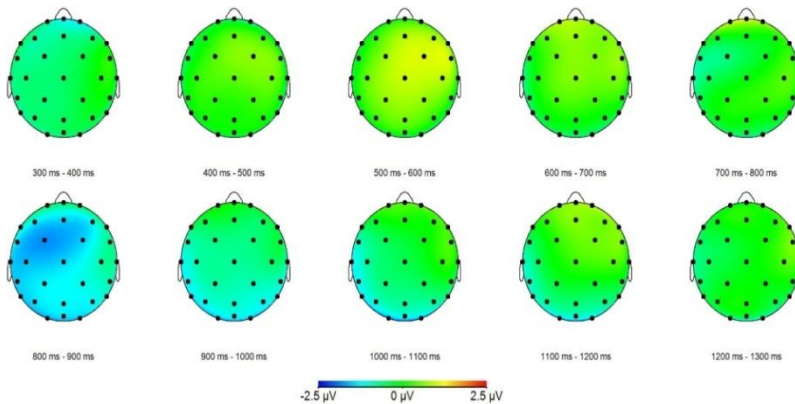 300 ms - 400 ms
400 ms - 500 ms
500 ms - 600 ms
600 ms - 700 ms
700 ms - 800 ms
800 ms - 900 ms
900 ms - 1000 ms
1000 ms - 1100 ms
1100 ms - 1200 ms
1200 ms - 1300 ms
-2.5 µV
0 µV
2.5 µV